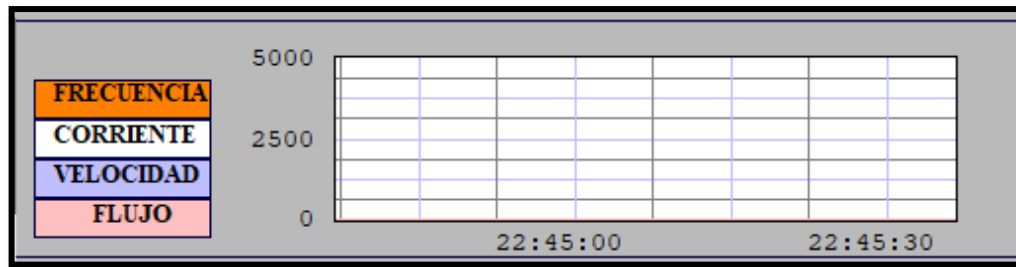 FRECUENCIA
CORRIENTE
VELOCIDAD
FLUJO
5000
2500
0
22:45:00 22:45:30